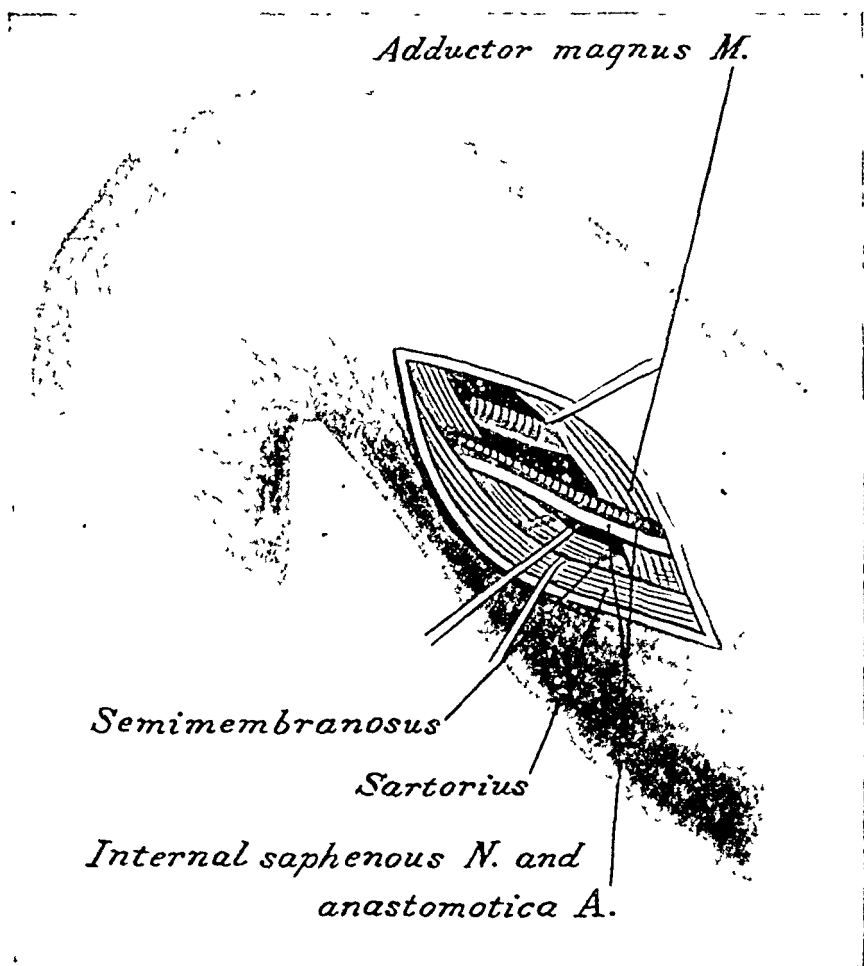 Adductor magnus M.
Semimembranosus
Sartorius
Internal saphenous N. and
anastomotica A.